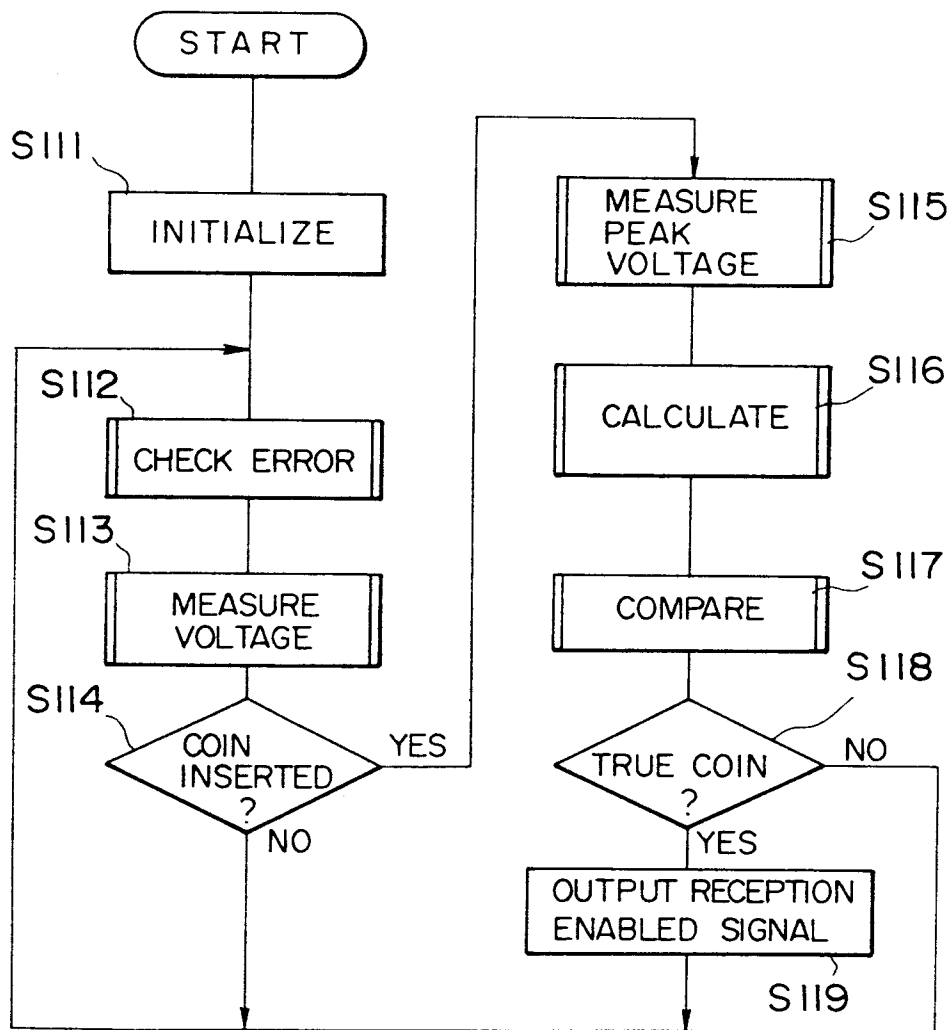 START
S111
INITIALIZE
S112
CHECK ERROR
S113
MEASURE
VOLTAGE
S114
COIN
INSERTED
?
YES
NO
MEASURE
PEAK
VOLTAGE
S115
S116
CALCULATE
S117
COMPARE
S118
TRUE COIN
?
NO
YES
OUTPUT RECEPTION
ENABLED SIGNAL
S119